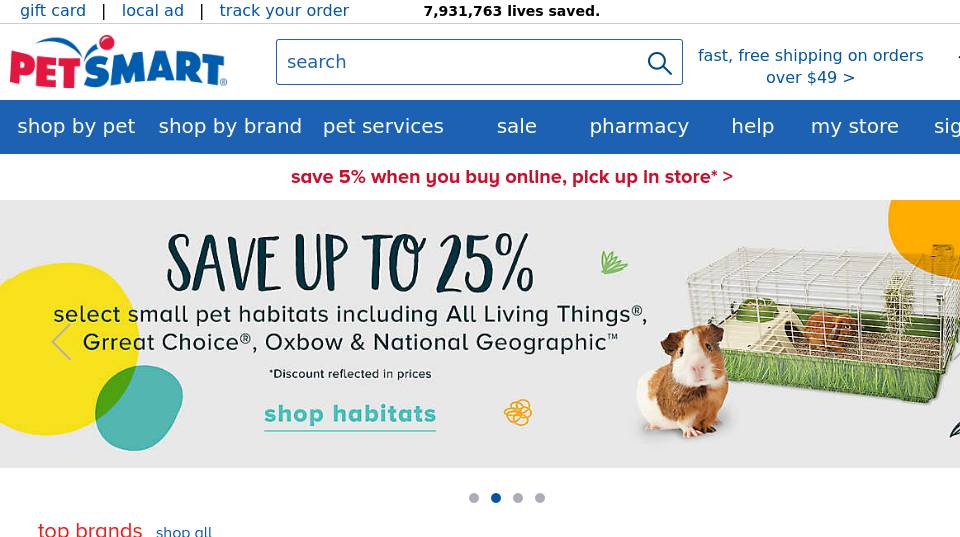 gift card | local ad | track your order 7,931,763 lives saved.
PETSMART®
search
fast, free shipping on orders
over $49 >
shop by pet shop by brand pet services sale pharmacy help my store sig
save 5% when you buy online, pick up in store* >
SAVE UP TO 25%
select small pet habitats including All Living Things®,
Grreat Choice®, Oxbow & National Geographic™
*Discount reflected in prices
shop habitats
top brands shop all